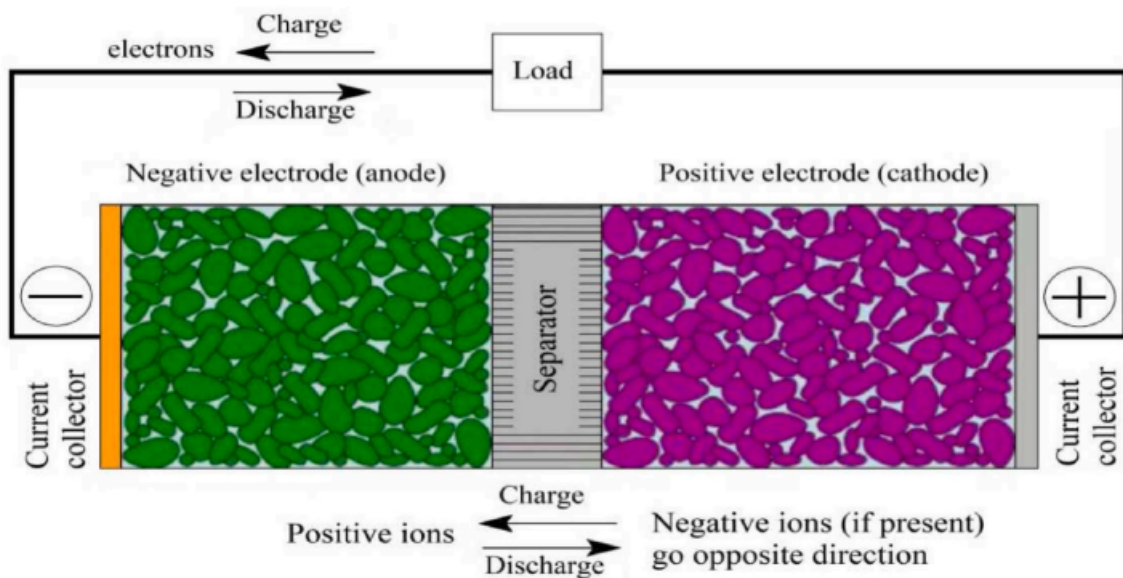 Charge
electrons
Load
Discharge
Negative electrode (anode)
Positive electrode (cathode)
−
+
Current
collector
Separator
Current
collector
Charge
Positive ions
Discharge
Negative ions (if present)
go opposite direction